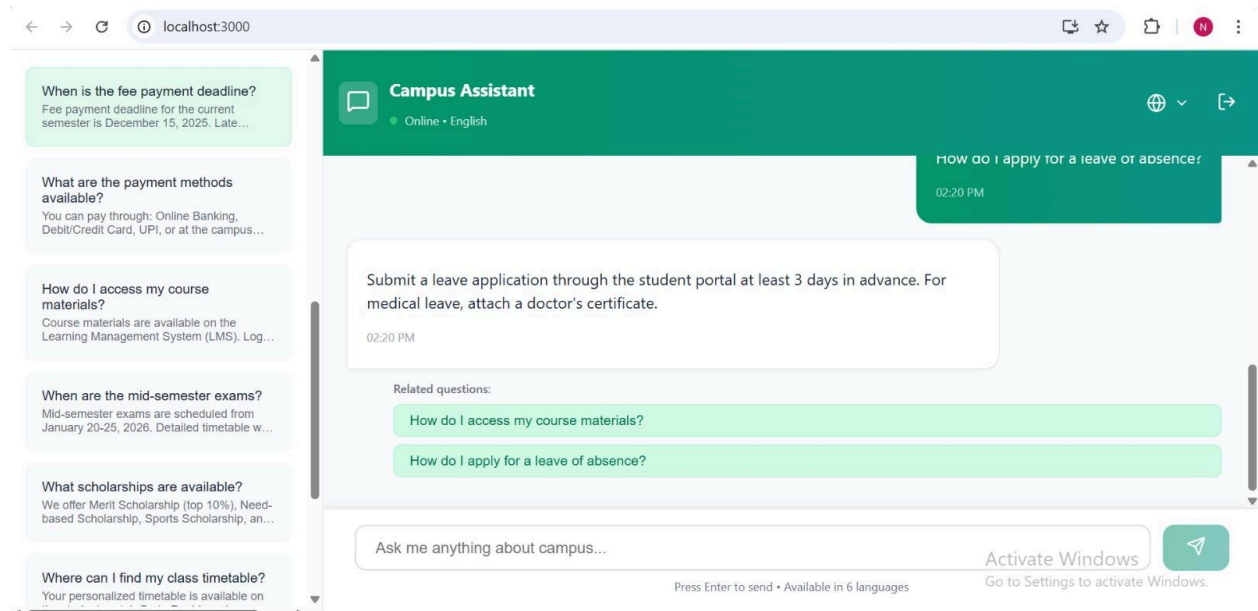 localhost:3000
N
When is the fee payment deadline?
Fee payment deadline for the current
semester is December 15, 2025. Late…
What are the payment methods
available?
You can pay through: Online Banking,
Debit/Credit Card, UPI, or at the campus…
How do I access my course
materials?
Course materials are available on the
Learning Management System (LMS). Log…
When are the mid-semester exams?
Mid-semester exams are scheduled from
January 20-25, 2026. Detailed timetable w…
What scholarships are available?
We offer Merit Scholarship (top 10%), Need-
based Scholarship, Sports Scholarship, an…
Where can I find my class timetable?
Your personalized timetable is available on
Campus Assistant
Online • English
How do I apply for a leave of absence?
02:20 PM
Submit a leave application through the student portal at least 3 days in advance. For
medical leave, attach a doctor's certificate.
02:20 PM
Related questions:
How do I access my course materials?
How do I apply for a leave of absence?
Ask me anything about campus...
Press Enter to send • Available in 6 languages
Activate Windows
Go to Settings to activate Windows.